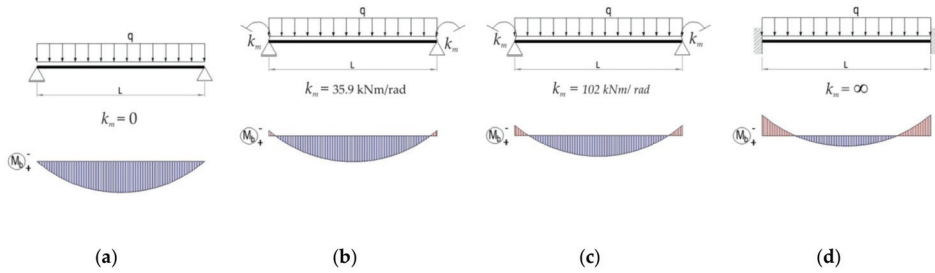 q
L
k_m = 0
M_b - +
(a)
q
k_m k_m
L
k_m = 35.9 kNm/rad
M_b - +
(b)
q
k_m k_m
L
k_m = 102 kNm/ rad
M_b - +
(c)
q
L
k_m = ∞
M_b - +
(d)